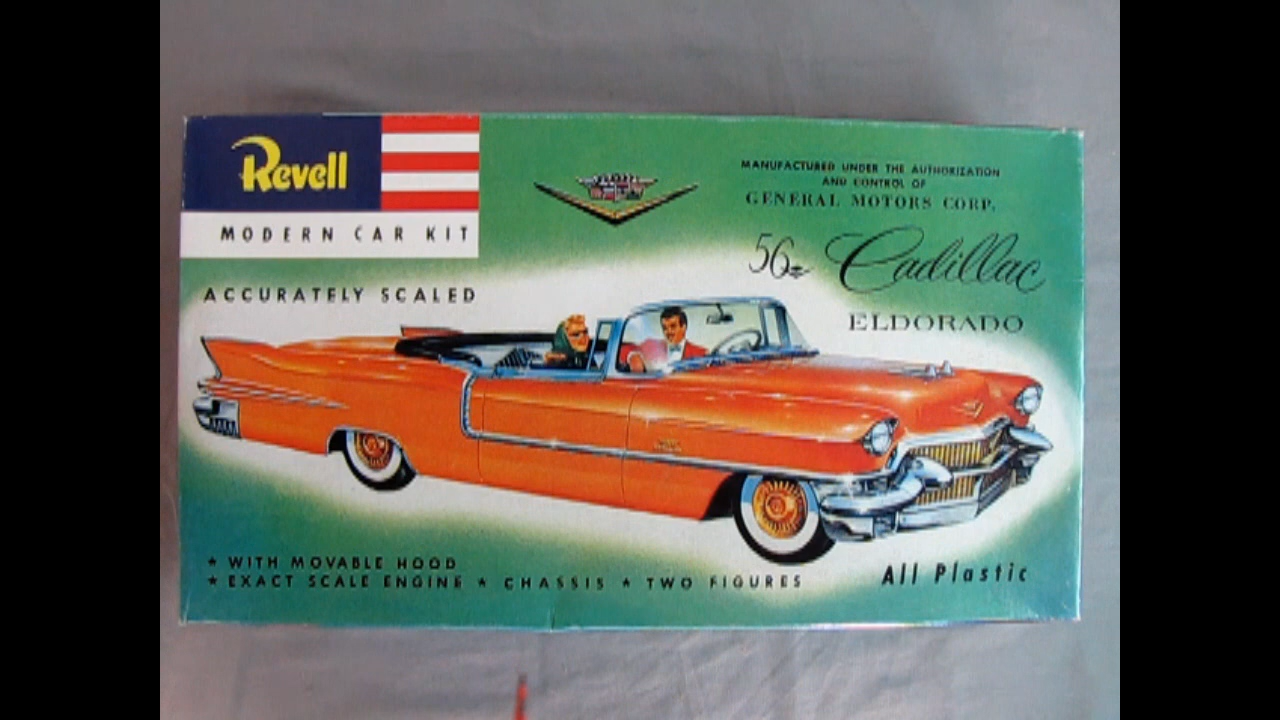 Revell
MODERN CAR KIT
ACCURATELY SCALED
MANUFACTURED UNDER THE AUTHORIZATION
AND CONTROL OF
GENERAL MOTORS CORP.
56 Cadillac
ELDORADO
★ WITH MOVABLE HOOD
★ EXACT SCALE ENGINE ★ CHASSIS ★ TWO FIGURES
All Plastic